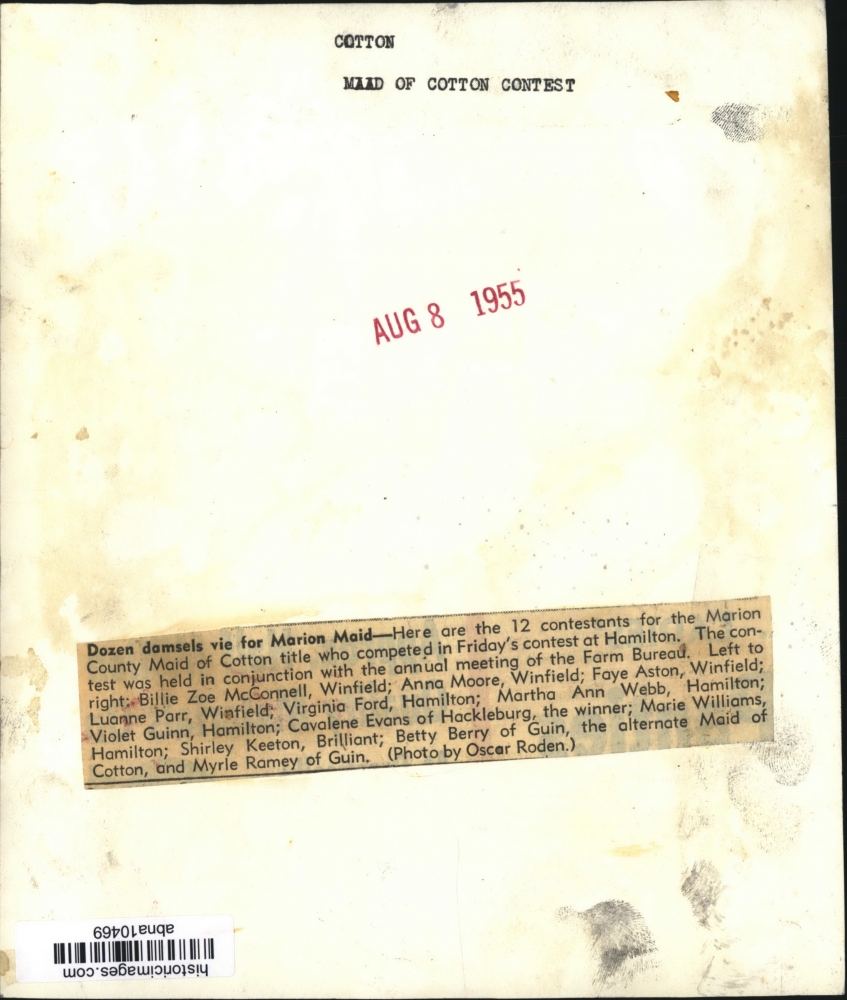 COTTON
MAID OF COTTON CONTEST
AUG 8 1955
Dozen damsels vie for Marion Maid—Here are the 12 contestants for the Marion
County Maid of Cotton title who competed in Friday's contest at Hamilton. The con-
test was held in conjunction with the annual meeting of the Farm Bureau. Left to
right: Billie Zoe McConnell, Winfield; Anna Moore, Winfield; Faye Aston, Winfield;
Luanne Parr, Winfield; Virginia Ford, Hamilton; Martha Ann Webb, Hamilton;
Violet Guinn, Hamilton; Cavalene Evans of Hackleburg, the winner; Marie Williams,
Hamilton; Shirley Keeton, Brilliant; Betty Berry of Guin, the alternate Maid of
Cotton, and Myrle Ramey of Guin. (Photo by Oscar Roden.)
historicimages.com
abna10469